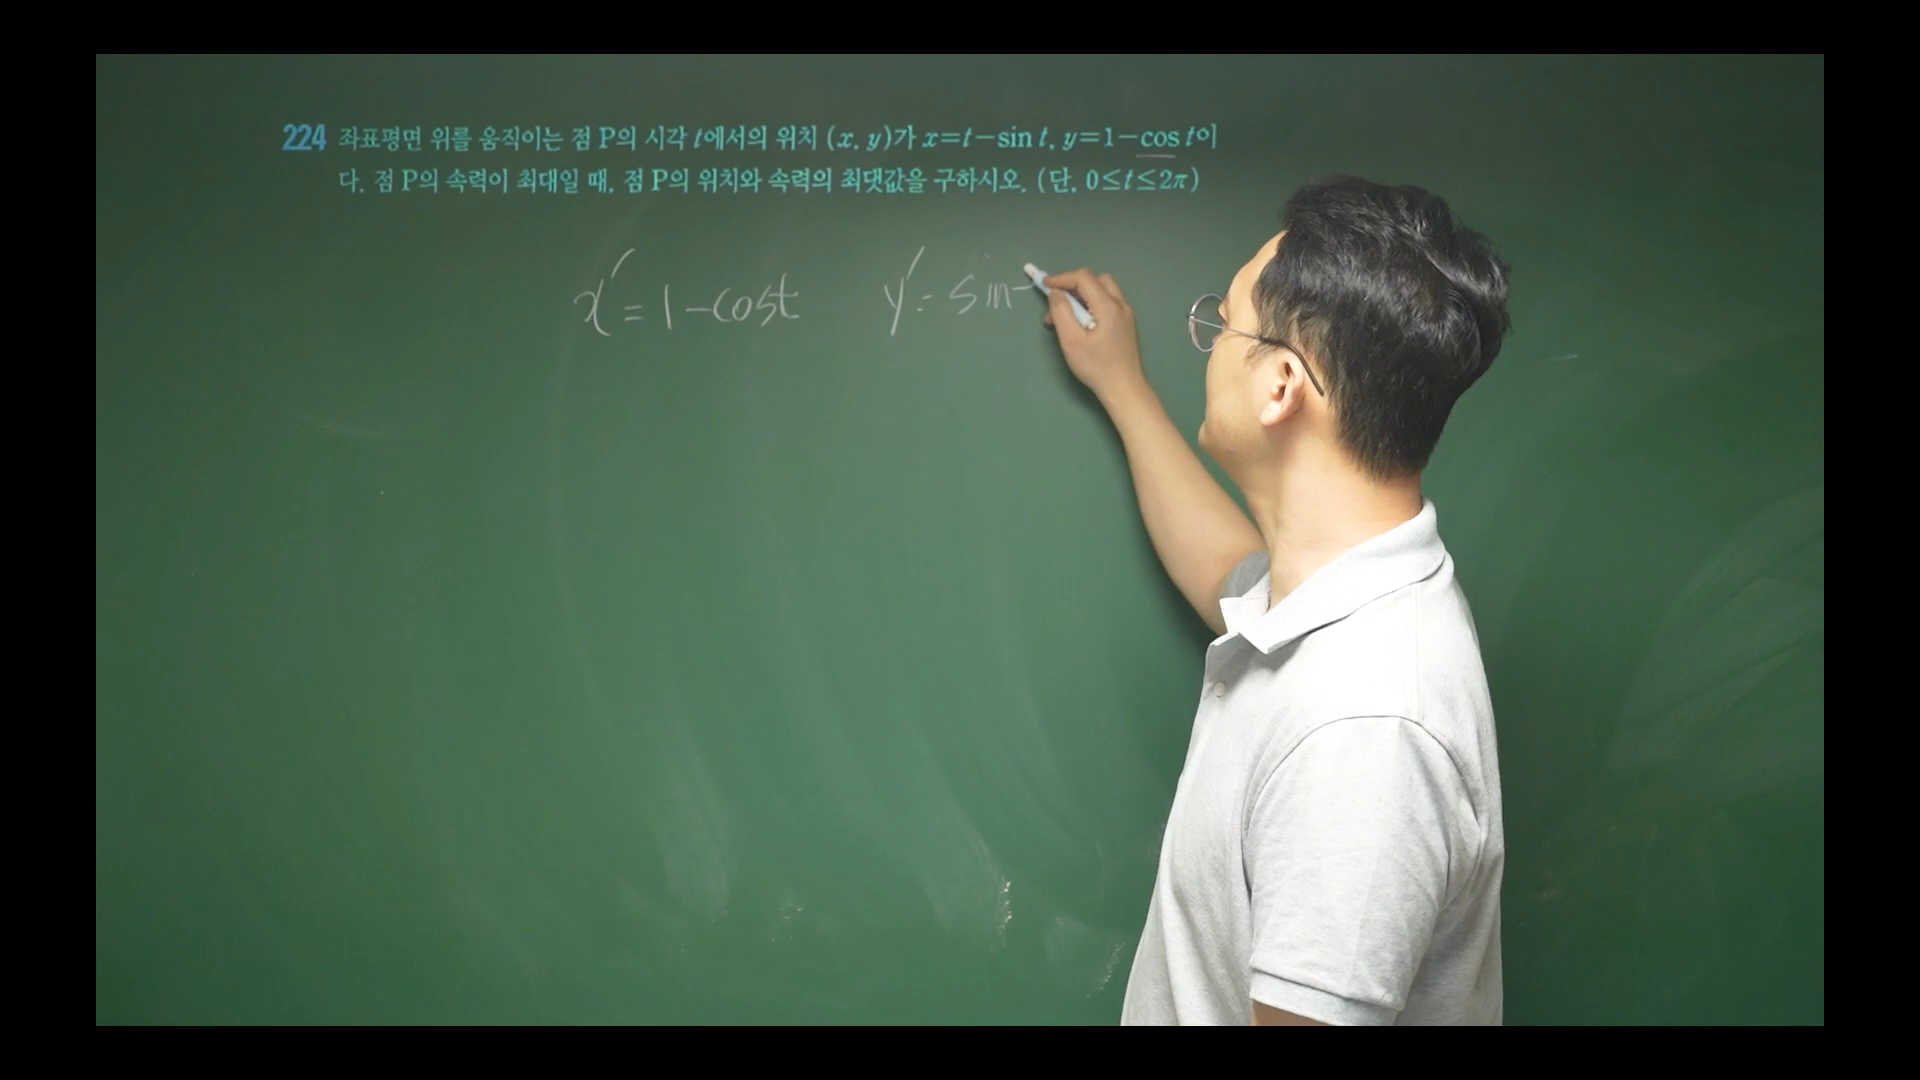 224 좌표평면 위를 움직이는 점 P의 시각 t에서의 위치 (x, y)가 x=t−sin t, y=1−cos t이
다. 점 P의 속력이 최대일 때, 점 P의 위치와 속력의 최댓값을 구하시오. (단, 0≤t≤2π)
x′=1−cost y′=sin